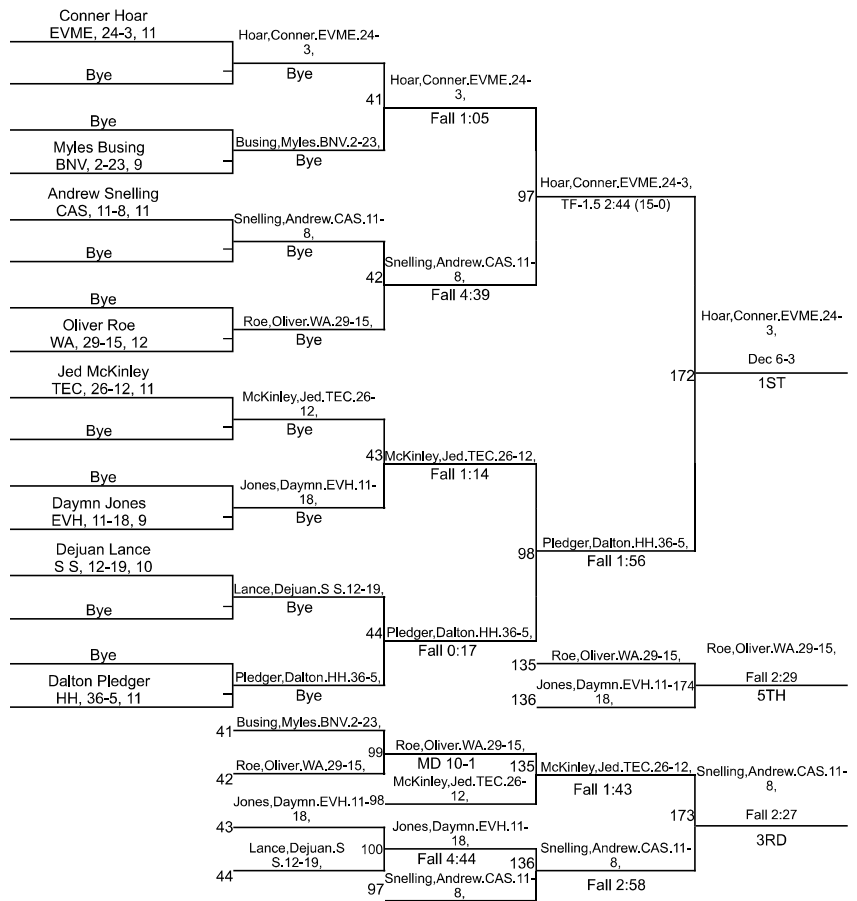 Conner Hoar
EVME, 24-3, 11
Hoar,Conner.EVME.24-
3,
Bye
Bye
Hoar,Conner.EVME.24-
3,
41
Fall 1:05
Bye
Busing,Myles.BNV.2-23,
Myles Busing
BNV, 2-23, 9
Bye
Hoar,Conner.EVME.24-3,
97
TF-1.5 2:44 (15-0)
Andrew Snelling
CAS, 11-8, 11
Snelling,Andrew.CAS.11-
8,
Bye
Bye
Snelling,Andrew.CAS.11-
8,
42
Fall 4:39
Bye
Oliver Roe
WA, 29-15, 12
Roe,Oliver.WA.29-15,
Bye
Hoar,Conner.EVME.24-
3,
Dec 6-3
172
1ST
Jed McKinley
TEC, 26-12, 11
McKinley,Jed.TEC.26-
12,
Bye
Bye
43
McKinley,Jed.TEC.26-12,
Fall 1:14
Bye
Jones,Daymn.EVH.11-
18,
Daymn Jones
EVH, 11-18, 9
Bye
Pledger,Dalton.HH.36-5,
98
Fall 1:56
Dejuan Lance
S S, 12-19, 10
Lance,Dejuan.S S.12-19,
Bye
Bye
44
Pledger,Dalton.HH.36-5,
Fall 0:17
Bye
Dalton Pledger
HH, 36-5, 11
Pledger,Dalton.HH.36-5,
Bye
135
Roe,Oliver.WA.29-15,
Roe,Oliver.WA.29-15,
136
Jones,Daymn.EVH.11-
18,
174
Fall 2:29
5TH
41
Busing,Myles.BNV.2-23,
99
Roe,Oliver.WA.29-15,
MD 10-1
42
Roe,Oliver.WA.29-15,
135
McKinley,Jed.TEC.26-12,
Fall 1:43
98
McKinley,Jed.TEC.26-
12,
Snelling,Andrew.CAS.11-
8,
173
Fall 2:27
3RD
43
Jones,Daymn.EVH.11-
18,
100
Jones,Daymn.EVH.11-
18,
Fall 4:44
44
Lance,Dejuan.S
S.12-19,
136
Snelling,Andrew.CAS.11-
8,
Fall 2:58
97
Snelling,Andrew.CAS.11-
8,